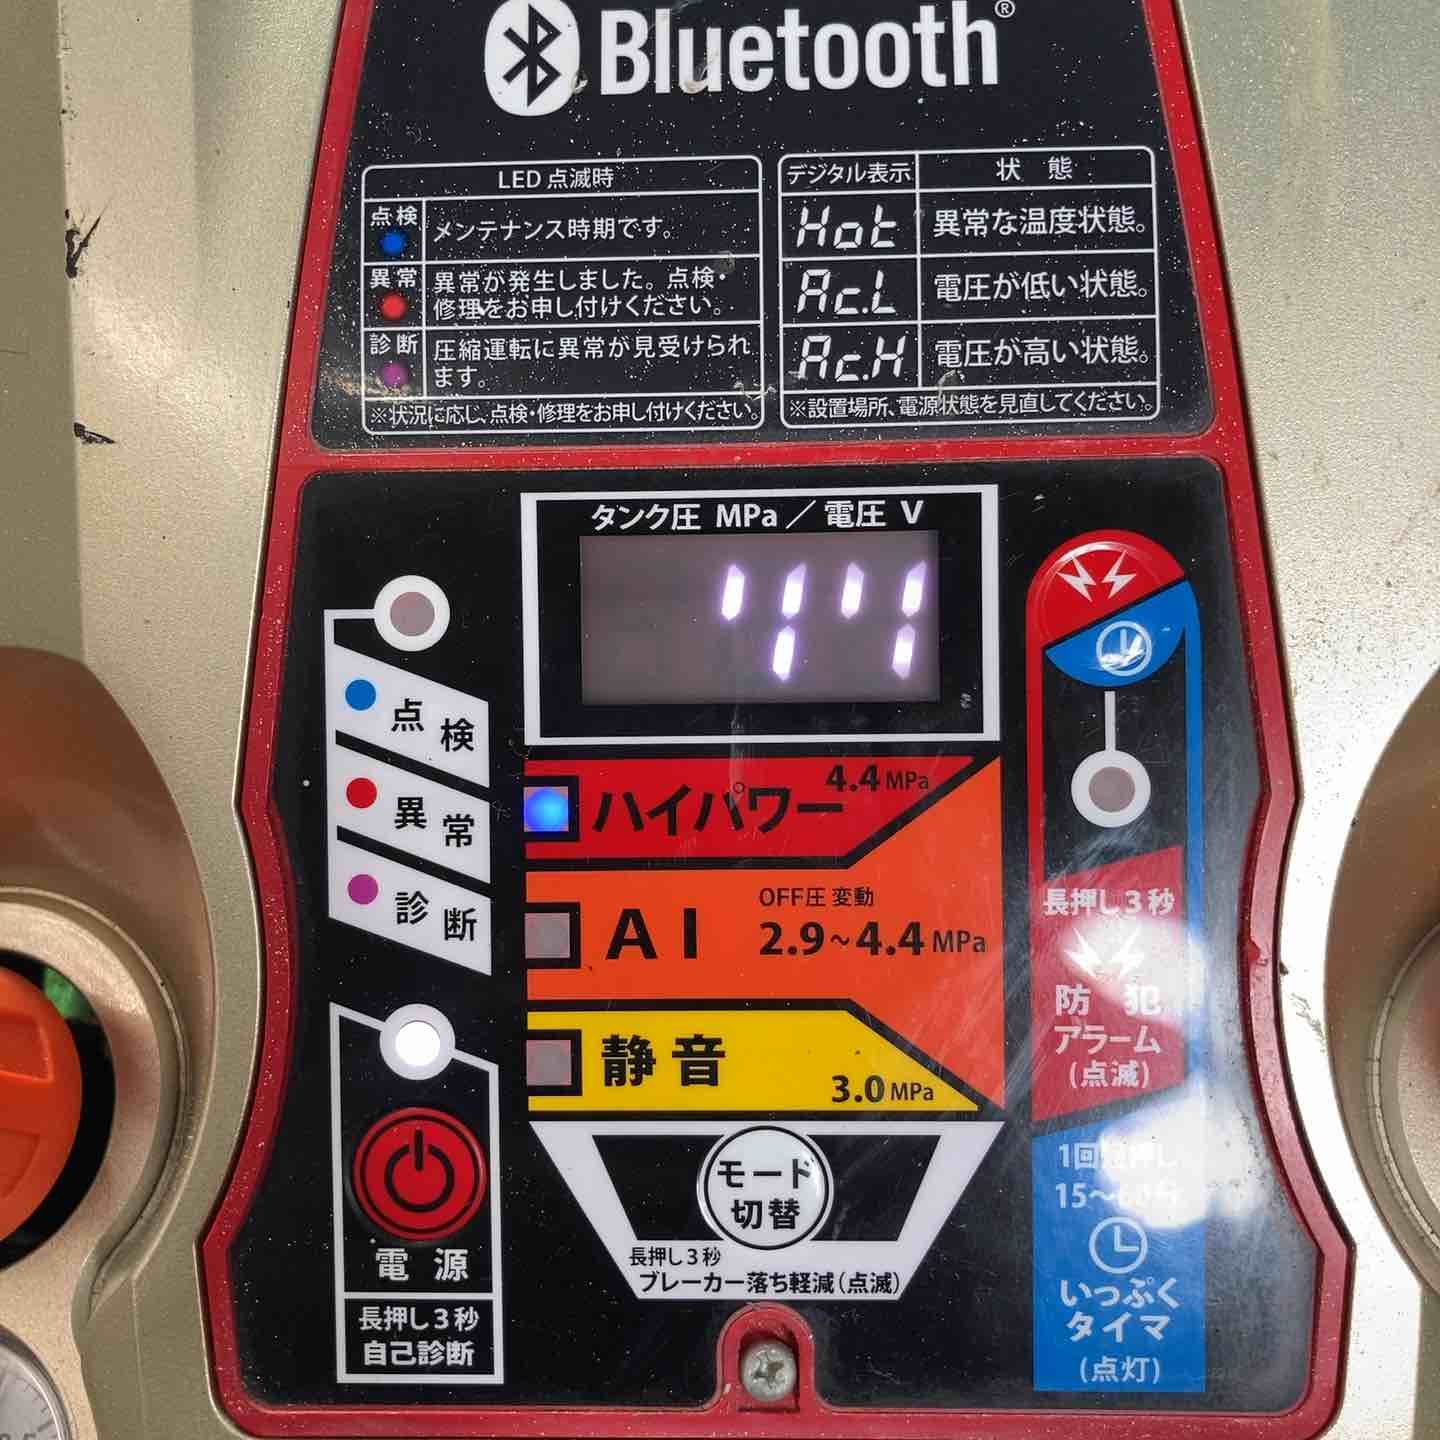 Bluetooth®
LED 点滅時
点検
メンテナンス時期です。
異常
異常が発生しました。点検・
修理をお申し付けください。
診断
圧縮運転に異常が見受けられ
ます。
※状況に応じ、点検・修理をお申し付けください。
デジタル表示
状態
Hot
異常な温度状態。
Ac.L
電圧が低い状態。
Ac.H
電圧が高い状態。
※設置場所、電源状態を見直してください。
タンク圧 MPa／電圧 V
点検
異常
診断
ハイパワー
4.4 MPa
AI
OFF圧 変動
2.9~4.4 MPa
静音
3.0 MPa
モード
切替
長押し3秒
ブレーカー落ち軽減(点滅)
電源
長押し3秒
自己診断
長押し3秒
防犯
アラーム
(点滅)
いっぷく
タイマ
(点灯)